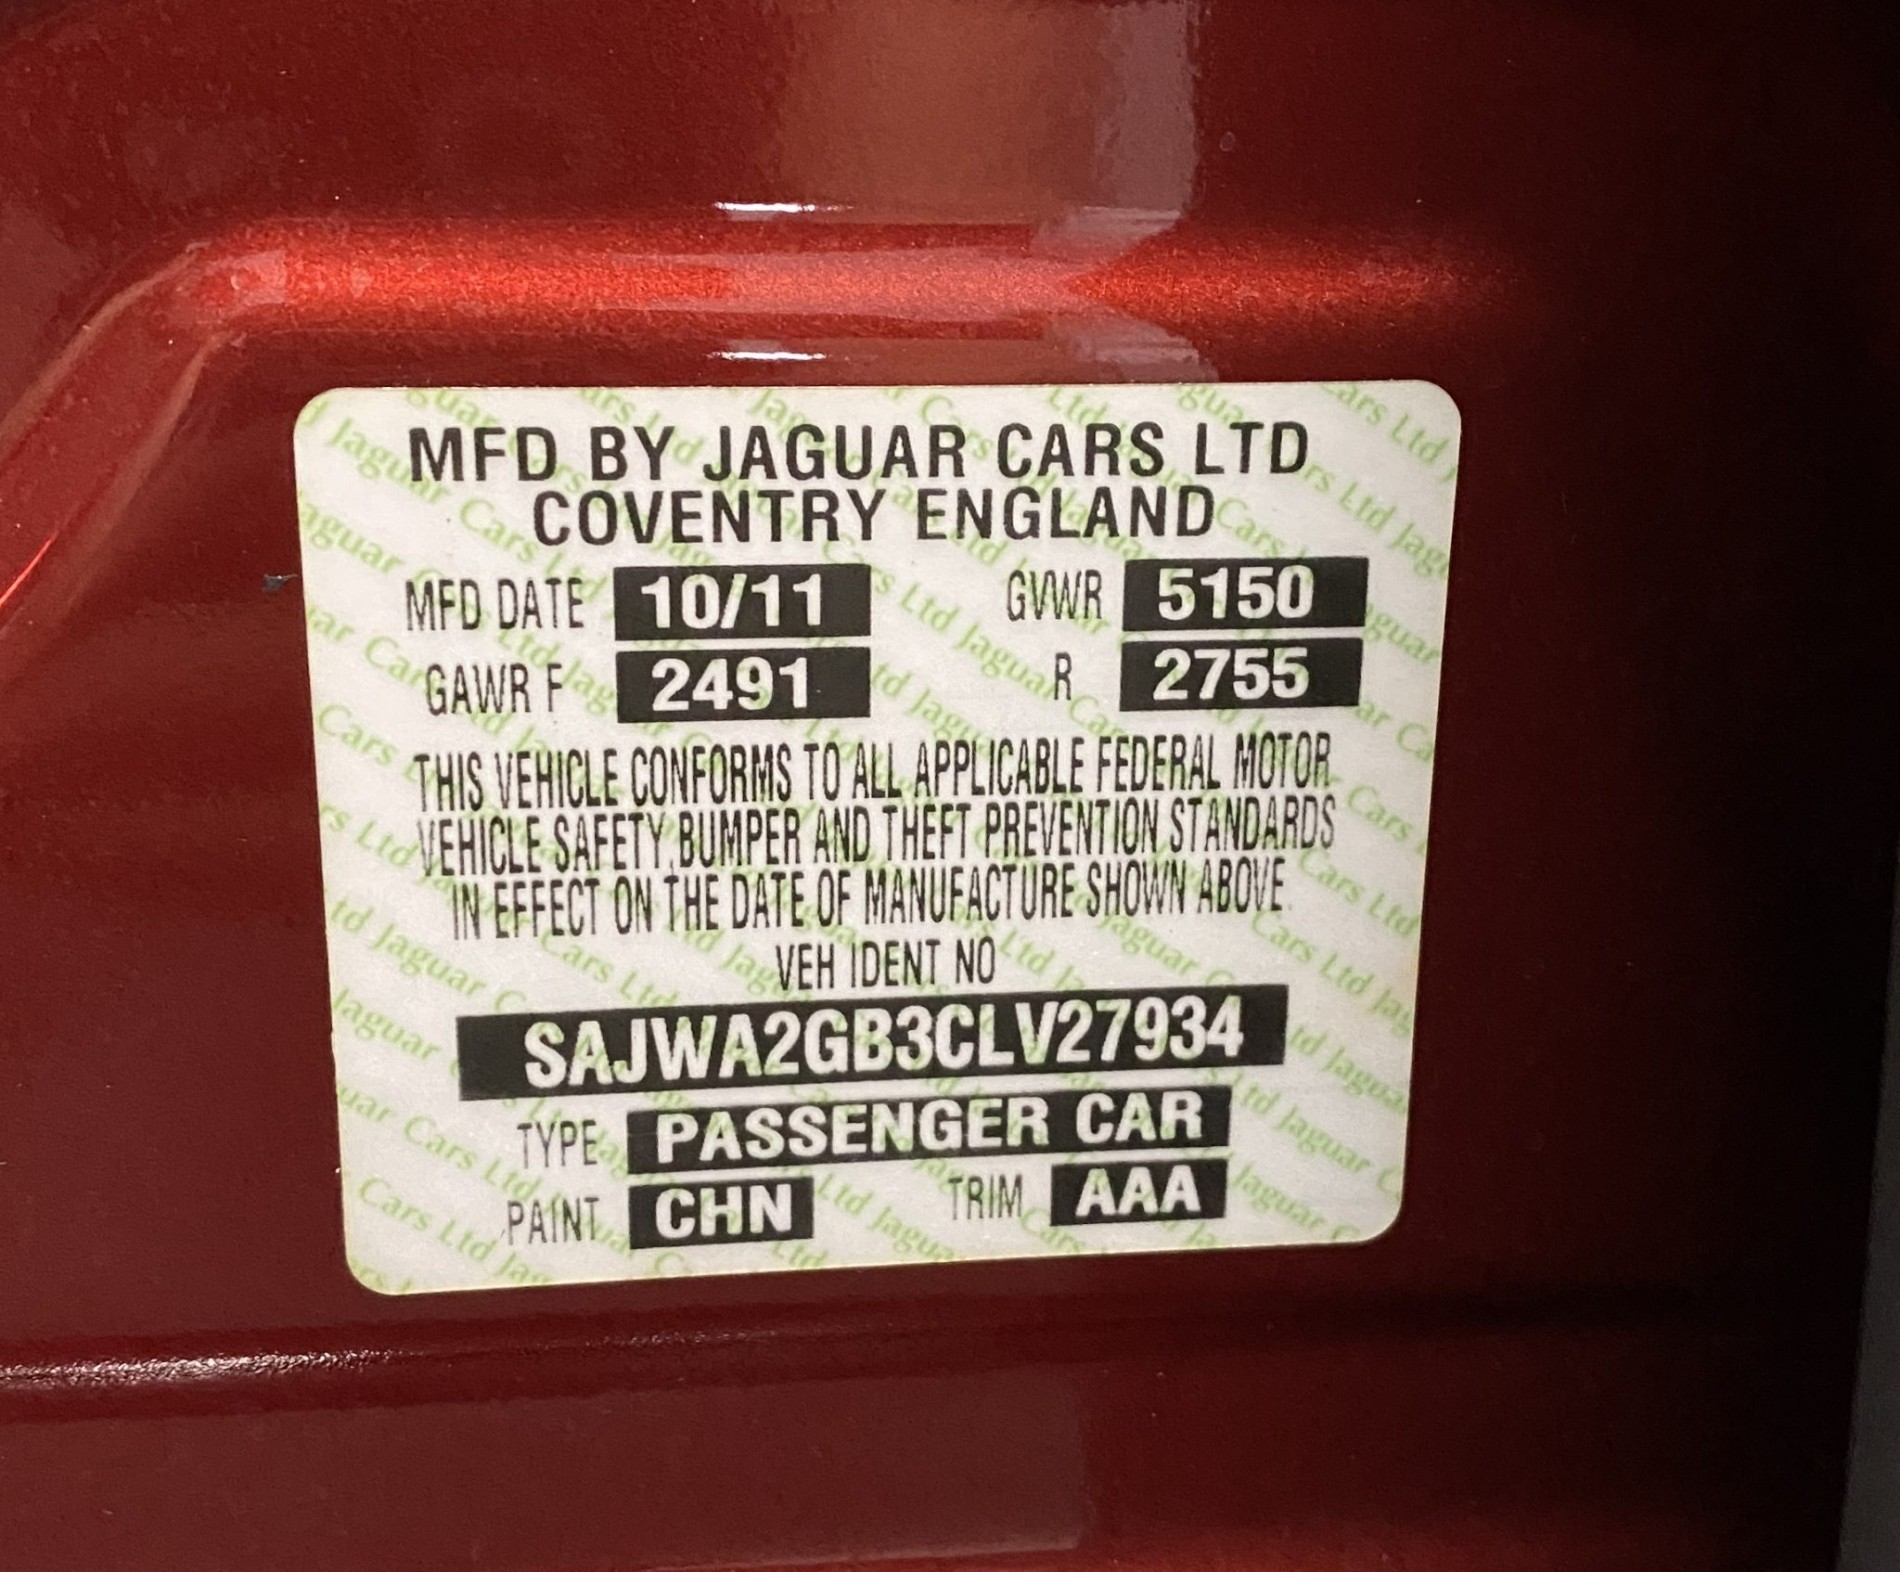 MFD BY JAGUAR CARS LTD
COVENTRY ENGLAND
MFD DATE 10/11 GVWR 5150
GAWR F 2491 R 2755
THIS VEHICLE CONFORMS TO ALL APPLICABLE FEDERAL MOTOR
VEHICLE SAFETY, BUMPER AND THEFT PREVENTION STANDARDS
IN EFFECT ON THE DATE OF MANUFACTURE SHOWN ABOVE.
VEH IDENT NO
SAJWA2GB3CLV27934
TYPE PASSENGER CAR
PAINT CHN TRIM AAA